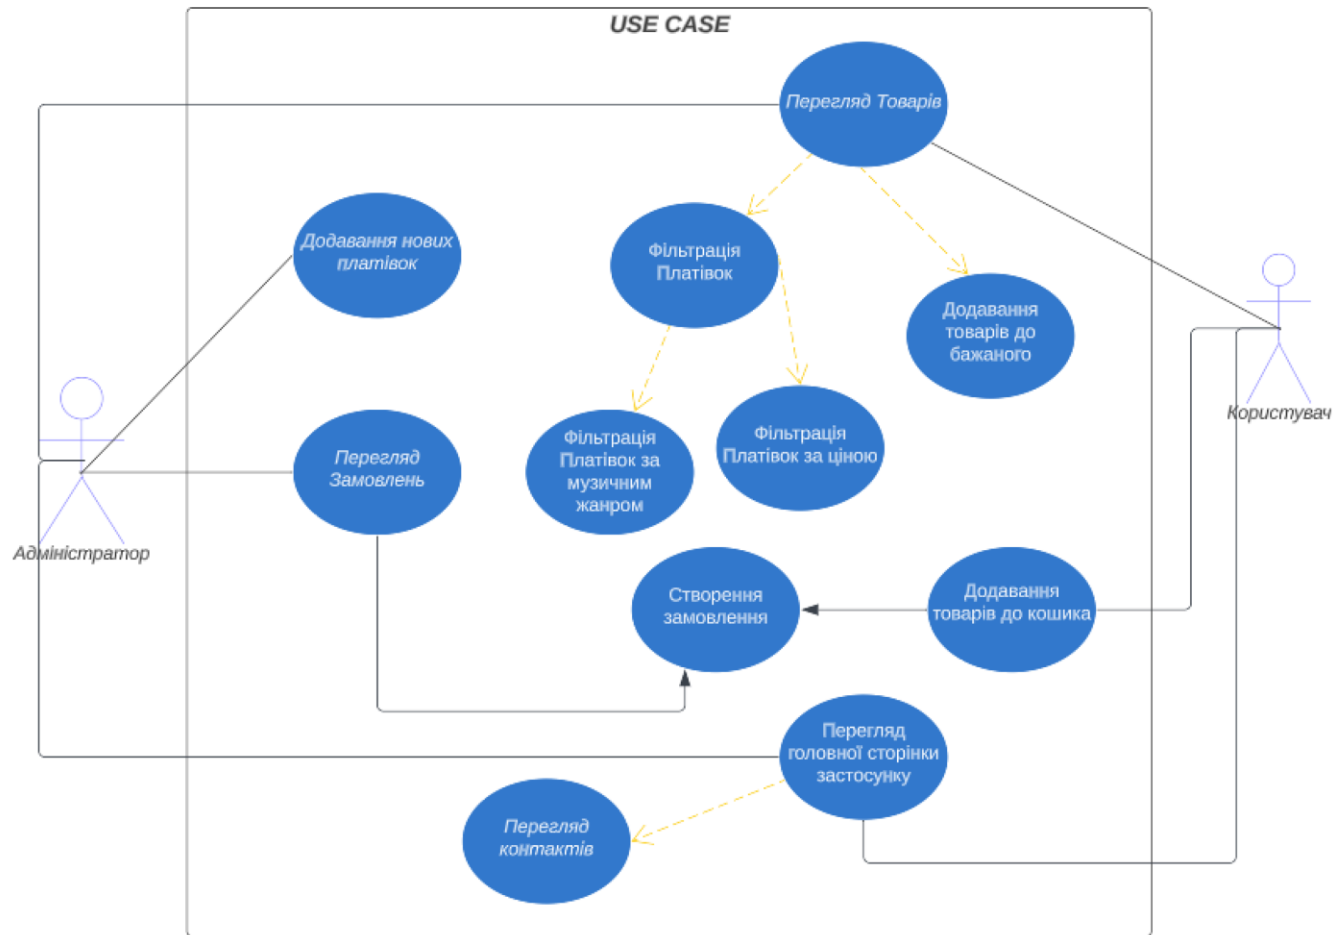 USE CASE
Перегляд Товарів
Додавання нових
платівок
Фільтрація
Платівок
Додавання
товарів до
бажаного
Користувач
Перегляд
Замовлень
Фільтрація
Платівок за
музичним
жанром
Фільтрація
Платівок за ціною
Адміністратор
Створення
замовлення
Додавання
товарів до кошика
Перегляд
головної сторінки
застосунку
Перегляд
контактів